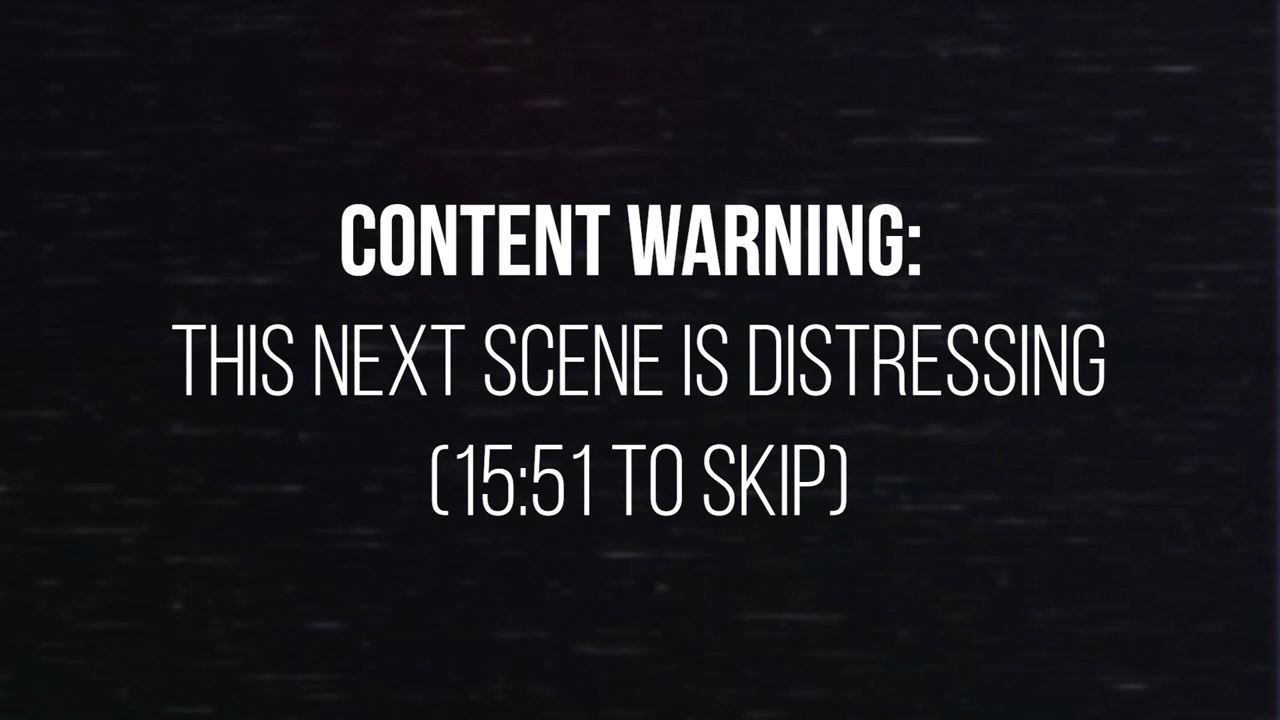 CONTENT WARNING:
THIS NEXT SCENE IS DISTRESSING
(15:51 TO SKIP)